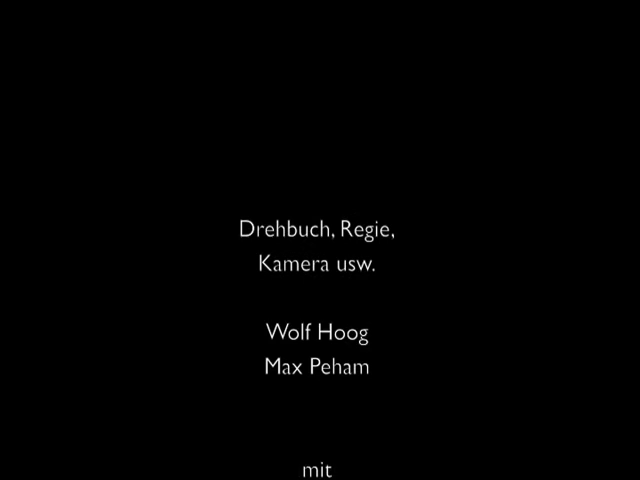 Drehbuch, Regie,
Kamera usw.
Wolf Hoog
Max Peham
mit